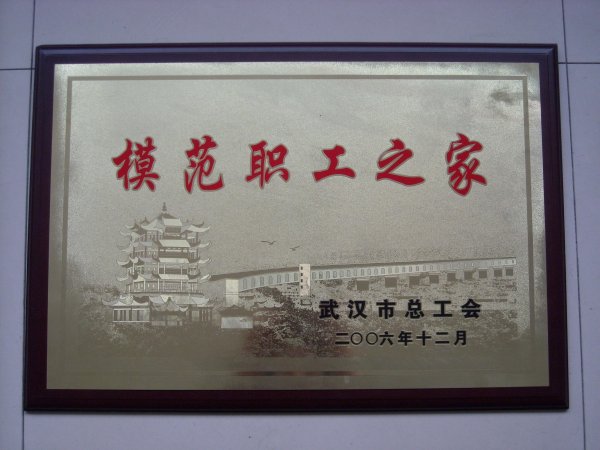 模范职工之家
武汉市总工会
二〇〇六年十二月